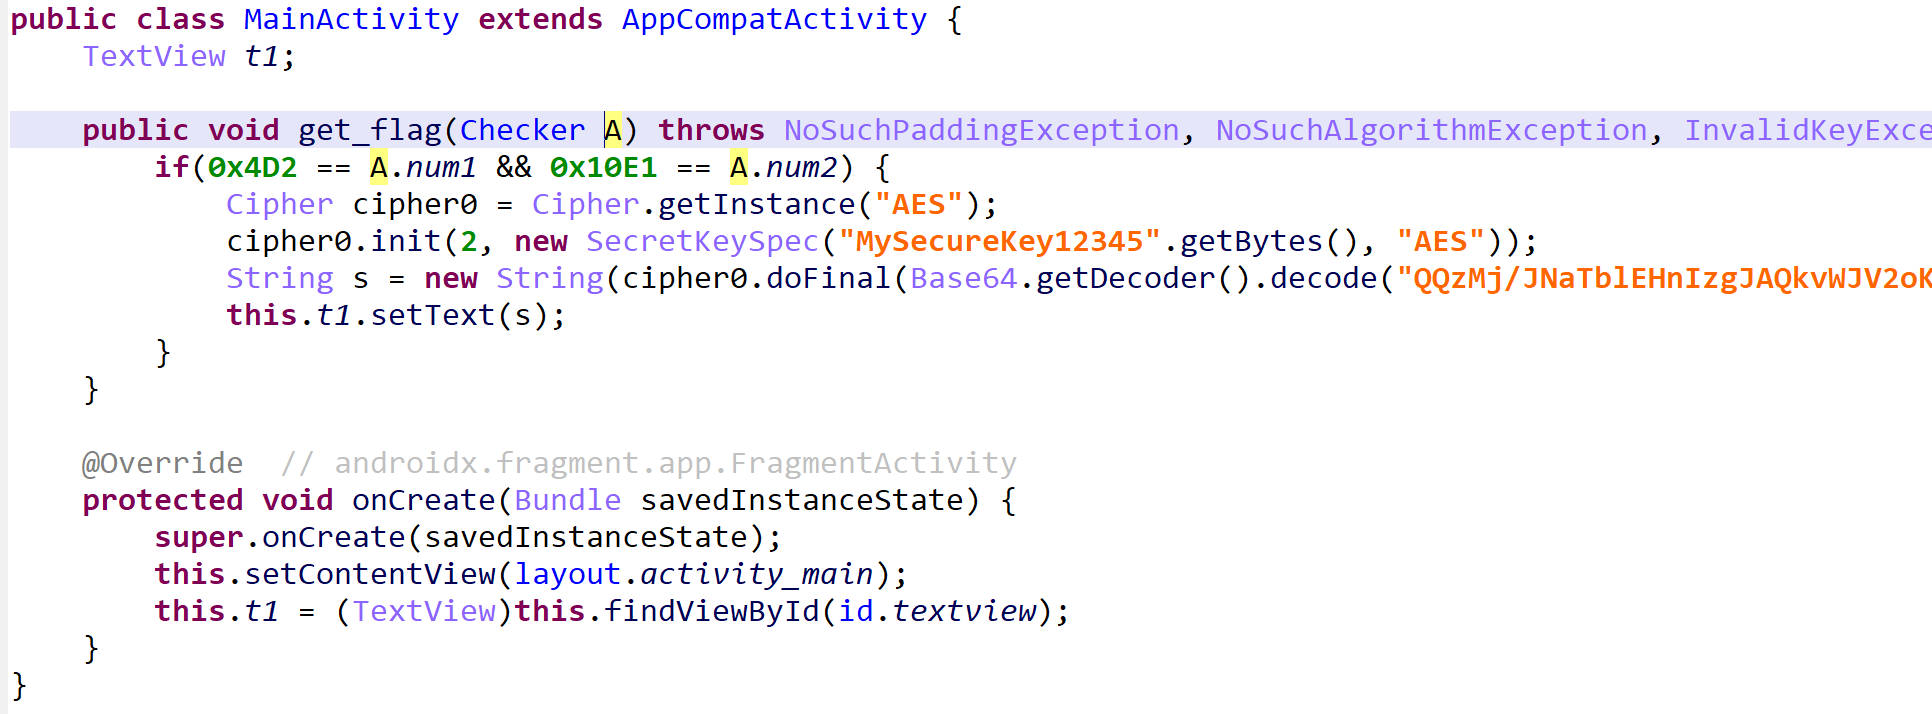 public class MainActivity extends AppCompatActivity {
    TextView t1;

    public void get_flag(Checker A) throws NoSuchPaddingException, NoSuchAlgorithmException, InvalidKeyExce
        if(0x4D2 == A.num1 && 0x10E1 == A.num2) {
            Cipher cipher0 = Cipher.getInstance("AES");
            cipher0.init(2, new SecretKeySpec("MySecureKey12345".getBytes(), "AES"));
            String s = new String(cipher0.doFinal(Base64.getDecoder().decode("QQzMj/JNaTblEHnIzgJAQkvWJV2oK
            this.t1.setText(s);
        }
    }

    @Override  // androidx.fragment.app.FragmentActivity
    protected void onCreate(Bundle savedInstanceState) {
        super.onCreate(savedInstanceState);
        this.setContentView(layout.activity_main);
        this.t1 = (TextView)this.findViewById(id.textview);
    }
}